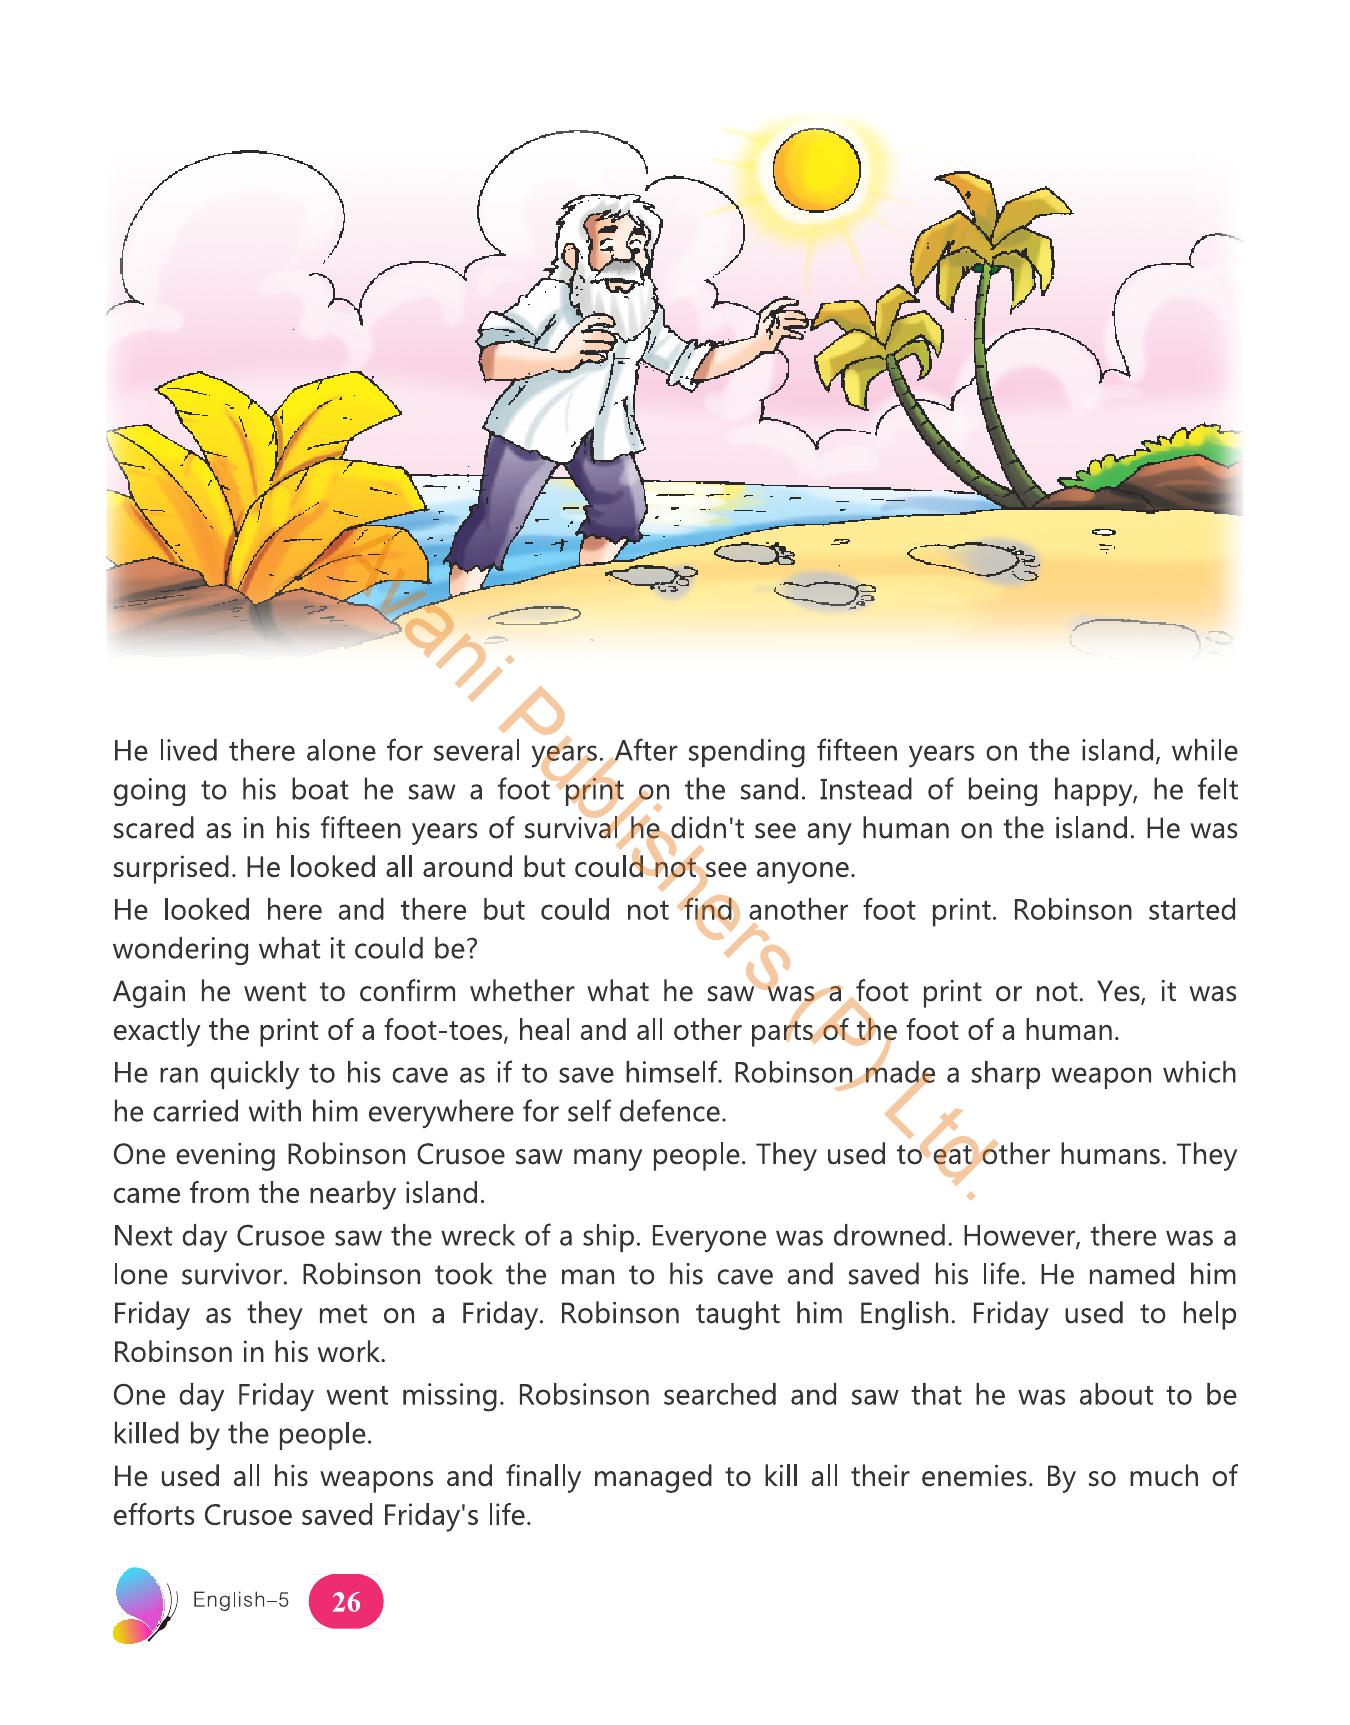 He lived there alone for several years. After spending fifteen years on the island, while
going to his boat he saw a foot print on the sand. Instead of being happy, he felt
scared as in his fifteen years of survival he didn't see any human on the island. He was
surprised. He looked all around but could not see anyone.
He looked here and there but could not find another foot print. Robinson started
wondering what it could be?
Again he went to confirm whether what he saw was a foot print or not. Yes, it was
exactly the print of a foot-toes, heal and all other parts of the foot of a human.
He ran quickly to his cave as if to save himself. Robinson made a sharp weapon which
he carried with him everywhere for self defence.
One evening Robinson Crusoe saw many people. They used to eat other humans. They
came from the nearby island.
Next day Crusoe saw the wreck of a ship. Everyone was drowned. However, there was a
lone survivor. Robinson took the man to his cave and saved his life. He named him
Friday as they met on a Friday. Robinson taught him English. Friday used to help
Robinson in his work.
One day Friday went missing. Robsinson searched and saw that he was about to be
killed by the people.
He used all his weapons and finally managed to kill all their enemies. By so much of
efforts Crusoe saved Friday's life.
English–5
26
Avani Publishers (P) Ltd.